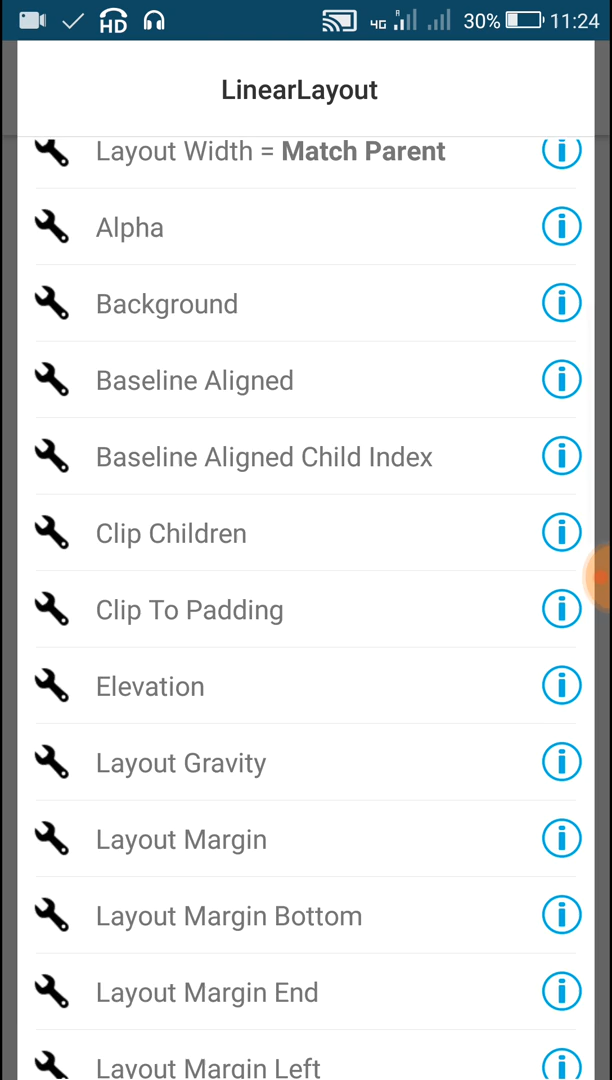 HD 4G R 30% 11:24
LinearLayout
Layout Width = Match Parent
Alpha
Background
Baseline Aligned
Baseline Aligned Child Index
Clip Children
Clip To Padding
Elevation
Layout Gravity
Layout Margin
Layout Margin Bottom
Layout Margin End
Layout Margin Left